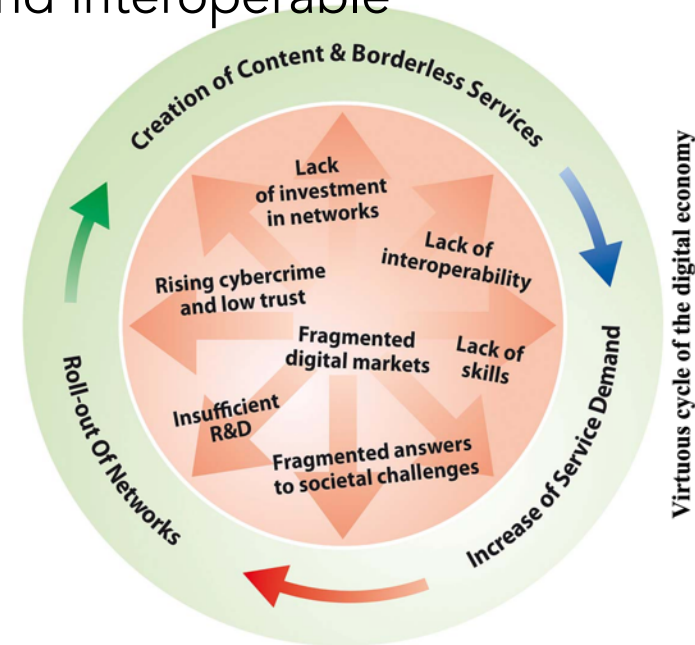 nd interoperable
Creation of Content & Borderless Services
Lack
of investment
in networks
Lack of
interoperability
Rising cybercrime
and low trust
Fragmented
digital markets
Lack of
skills
Insufficient
R&D
Fragmented answers
to societal challenges
Roll-out Of Networks
Increase of Service Demand
Virtuous cycle of the digital economy